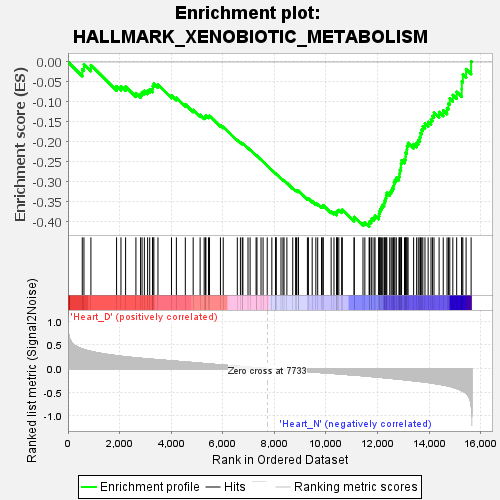 Enrichment plot:
HALLMARK_XENOBIOTIC_METABOLISM
Enrichment score (ES)
0.00
-0.05
-0.10
-0.15
-0.20
-0.25
-0.30
-0.35
-0.40
'Heart_D' (positively correlated)
Ranked list metric (Signal2Noise)
1.0
0.5
0.0
-0.5
-1.0
Zero cross at 7733
'Heart_N' (negatively correlated)
0 2,000 4,000 6,000 8,000 10,000 12,000 14,000 16,000
Rank in Ordered Dataset
Enrichment profile Hits Ranking metric scores